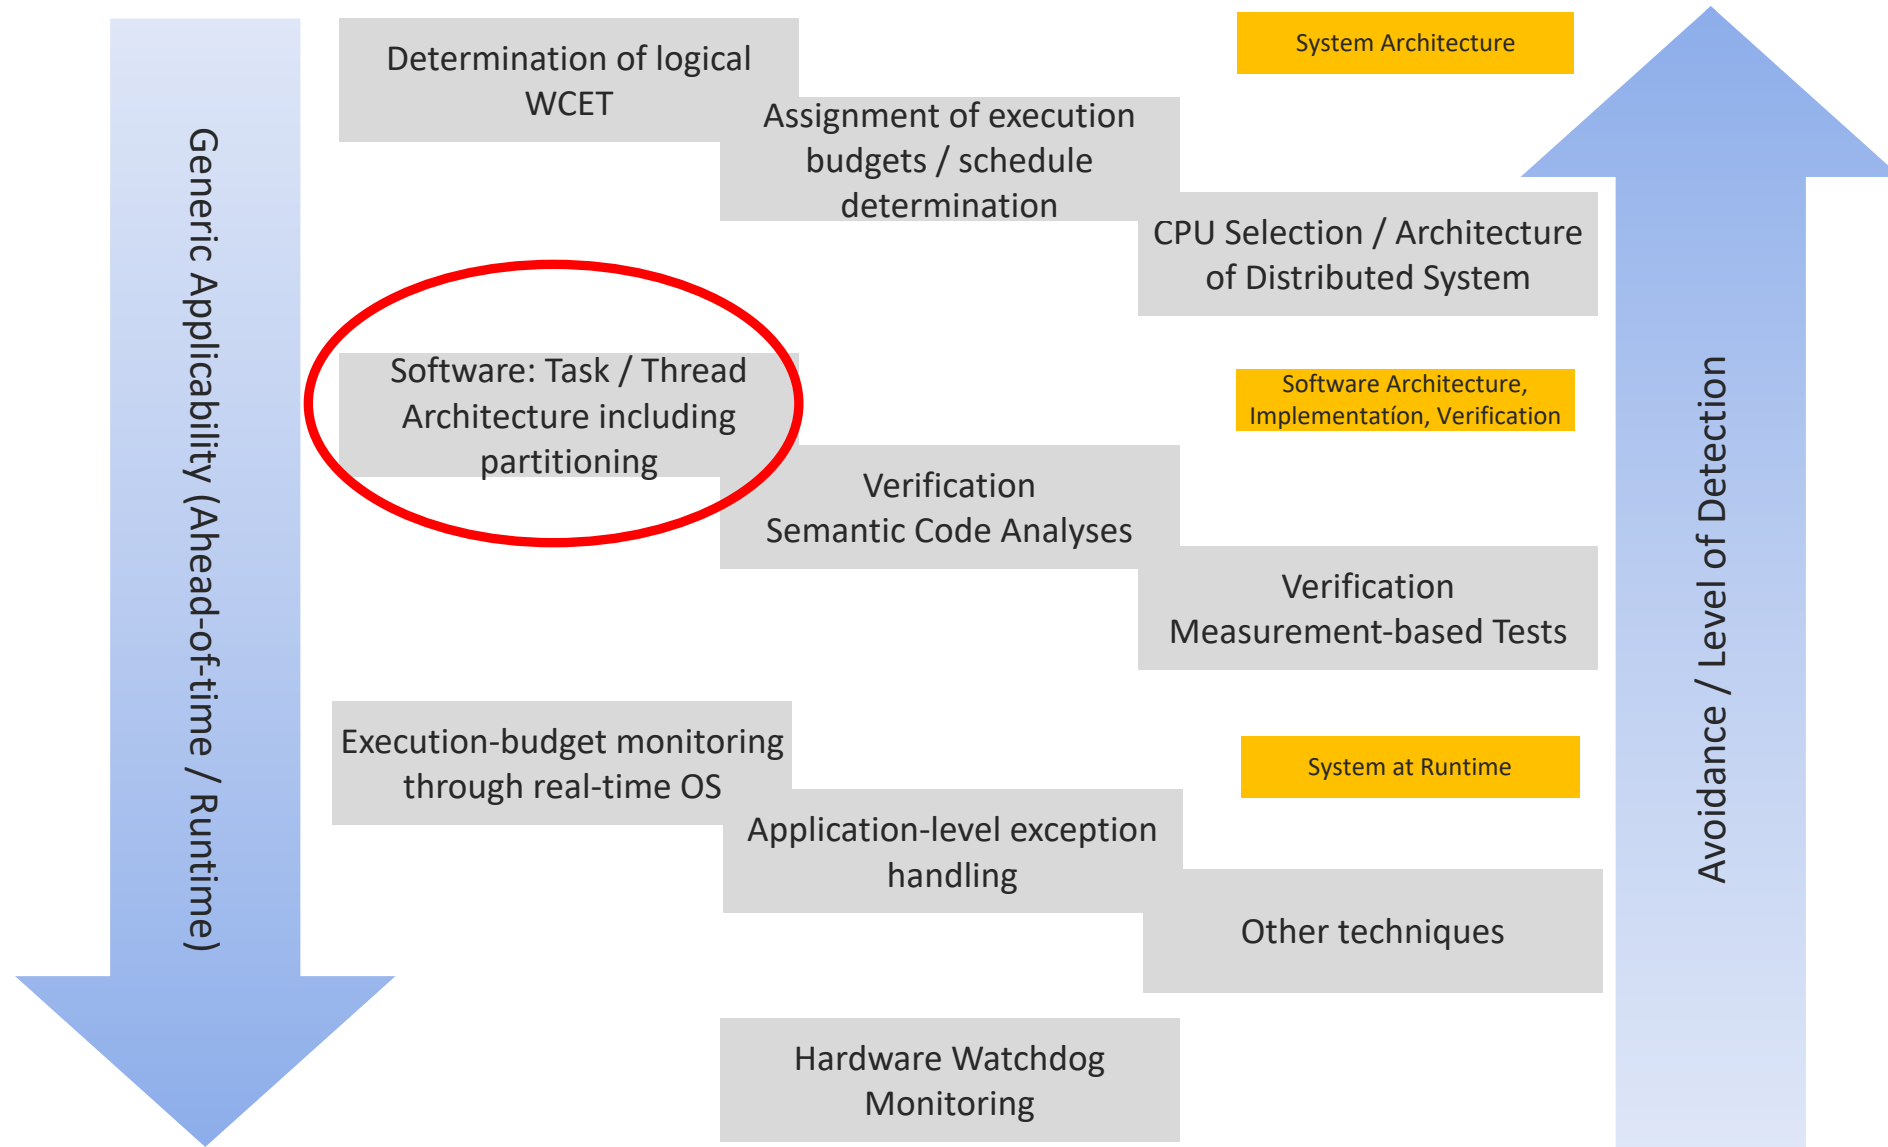 Generic Applicability (Ahead-of-time / Runtime)
Determination of logical
WCET
System Architecture
Assignment of execution
budgets / schedule
determination
CPU Selection / Architecture
of Distributed System
Software: Task / Thread
Architecture including
partitioning
Software Architecture,
Implementatíon, Verification
Verification
Semantic Code Analyses
Verification
Measurement-based Tests
Execution-budget monitoring
through real-time OS
System at Runtime
Application-level exception
handling
Other techniques
Hardware Watchdog
Monitoring
Avoidance / Level of Detection